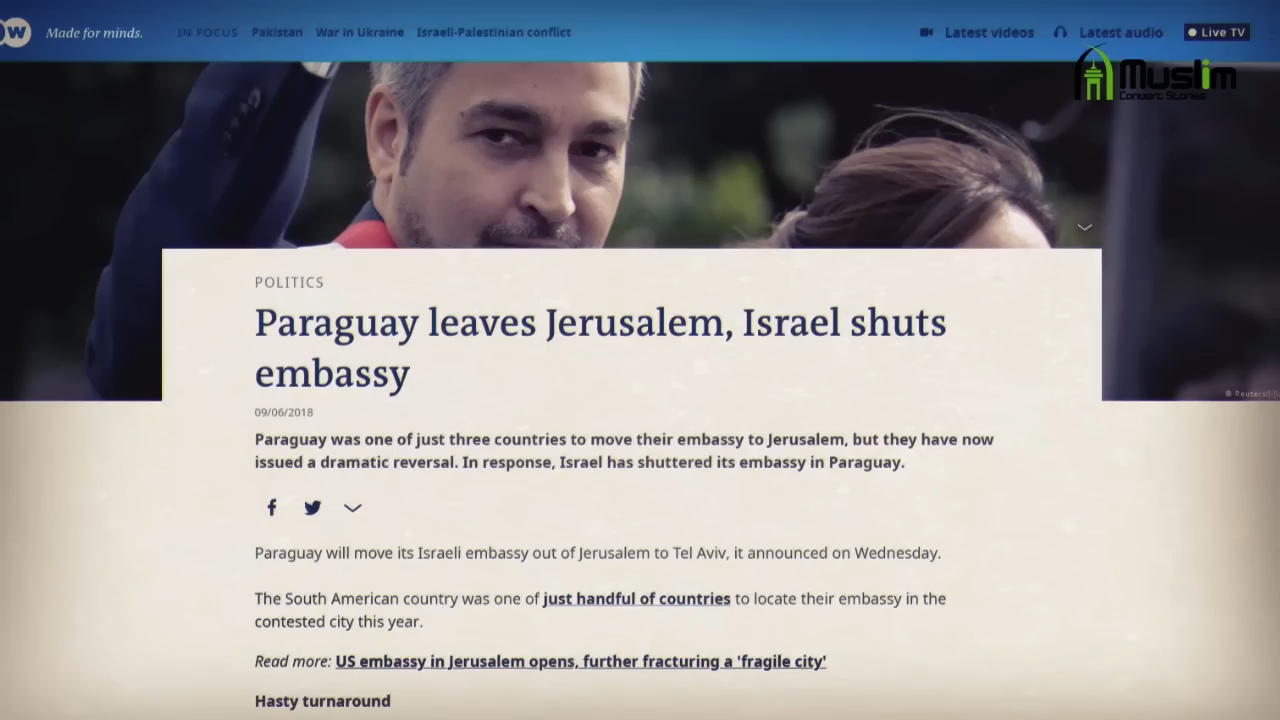 W
Made for minds.
IN FOCUS Pakistan War in Ukraine Israeli-Palestinian conflict
Latest videos Latest audio Live TV
Muslim
Convert Stories
POLITICS
Paraguay leaves Jerusalem, Israel shuts
embassy
Reuters/
09/06/2018
Paraguay was one of just three countries to move their embassy to Jerusalem, but they have now
issued a dramatic reversal. In response, Israel has shuttered its embassy in Paraguay.
Paraguay will move its Israeli embassy out of Jerusalem to Tel Aviv, it announced on Wednesday.
The South American country was one of just handful of countries to locate their embassy in the
contested city this year.
Read more: US embassy in Jerusalem opens, further fracturing a 'fragile city'
Hasty turnaround